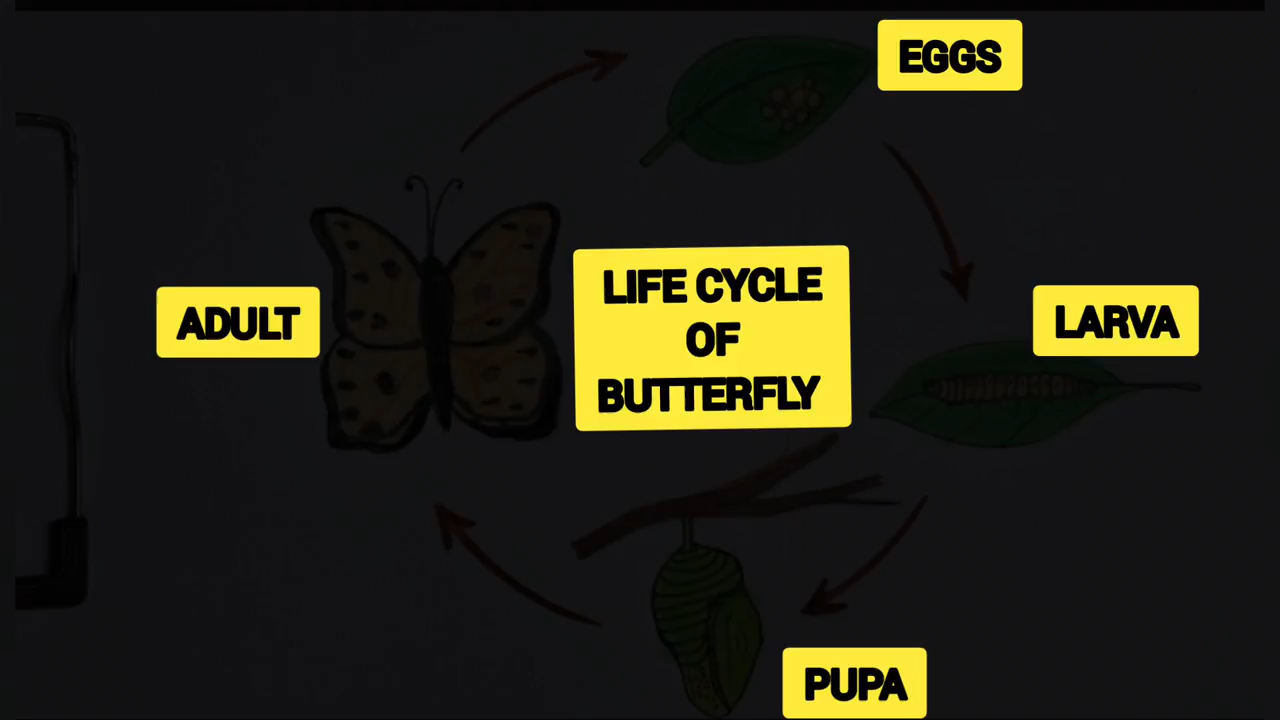 EGGS
ADULT
LIFE CYCLE
OF
BUTTERFLY
LARVA
PUPA